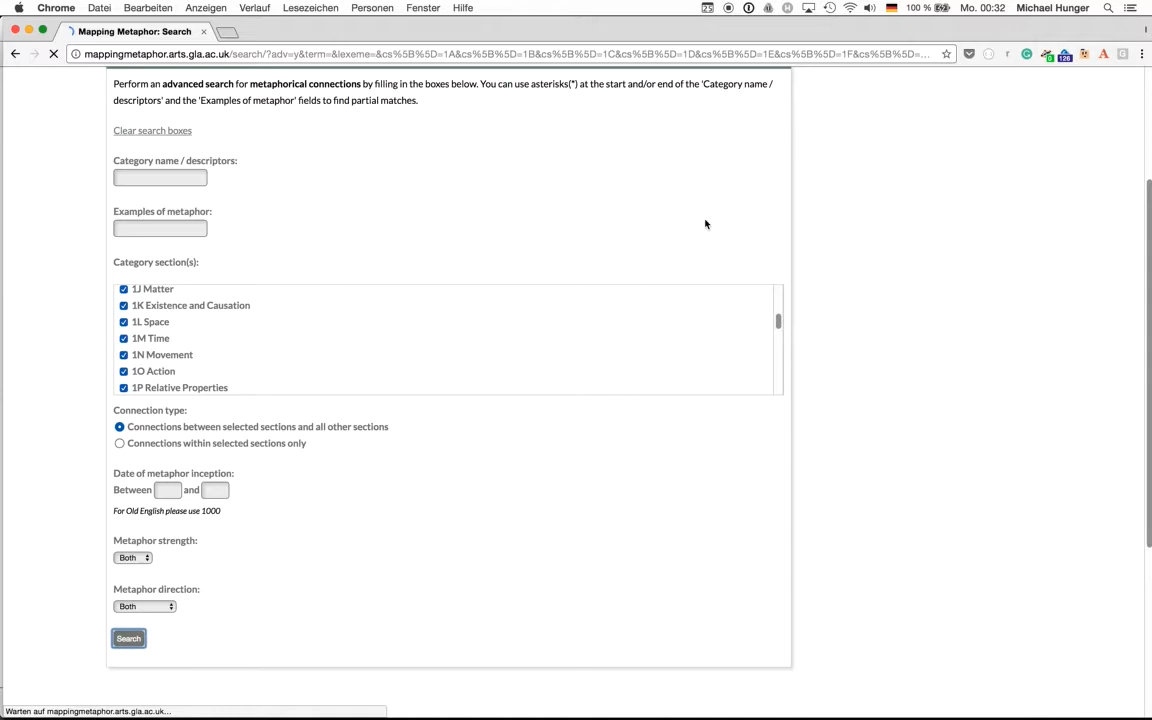 Chrome Datei Bearbeiten Anzeigen Verlauf Lesezeichen Personen Fenster Hilfe 100 % Mo. 00:32 Michael Hunger
Mapping Metaphor: Search
mappingmetaphor.arts.gla.ac.uk/search/?adv=y&term=&lexeme=&cs%5B%5D=1A&cs%5B%5D=1B&cs%5B%5D=1C&cs%5B%5D=1D&cs%5B%5D=1E&cs%5B%5D=1F&cs%5B%5D=...
Perform an advanced search for metaphorical connections by filling in the boxes below. You can use asterisks(*) at the start and/or end of the 'Category name /
descriptors' and the 'Examples of metaphor' fields to find partial matches.
Clear search boxes
Category name / descriptors:
Examples of metaphor:
Category section(s):
1J Matter
1K Existence and Causation
1L Space
1M Time
1N Movement
1O Action
1P Relative Properties
Connection type:
Connections between selected sections and all other sections
Connections within selected sections only
Date of metaphor inception:
Between and
For Old English please use 1000
Metaphor strength:
Both
Metaphor direction:
Both
Search
Warten auf mappingmetaphor.arts.gla.ac.uk...